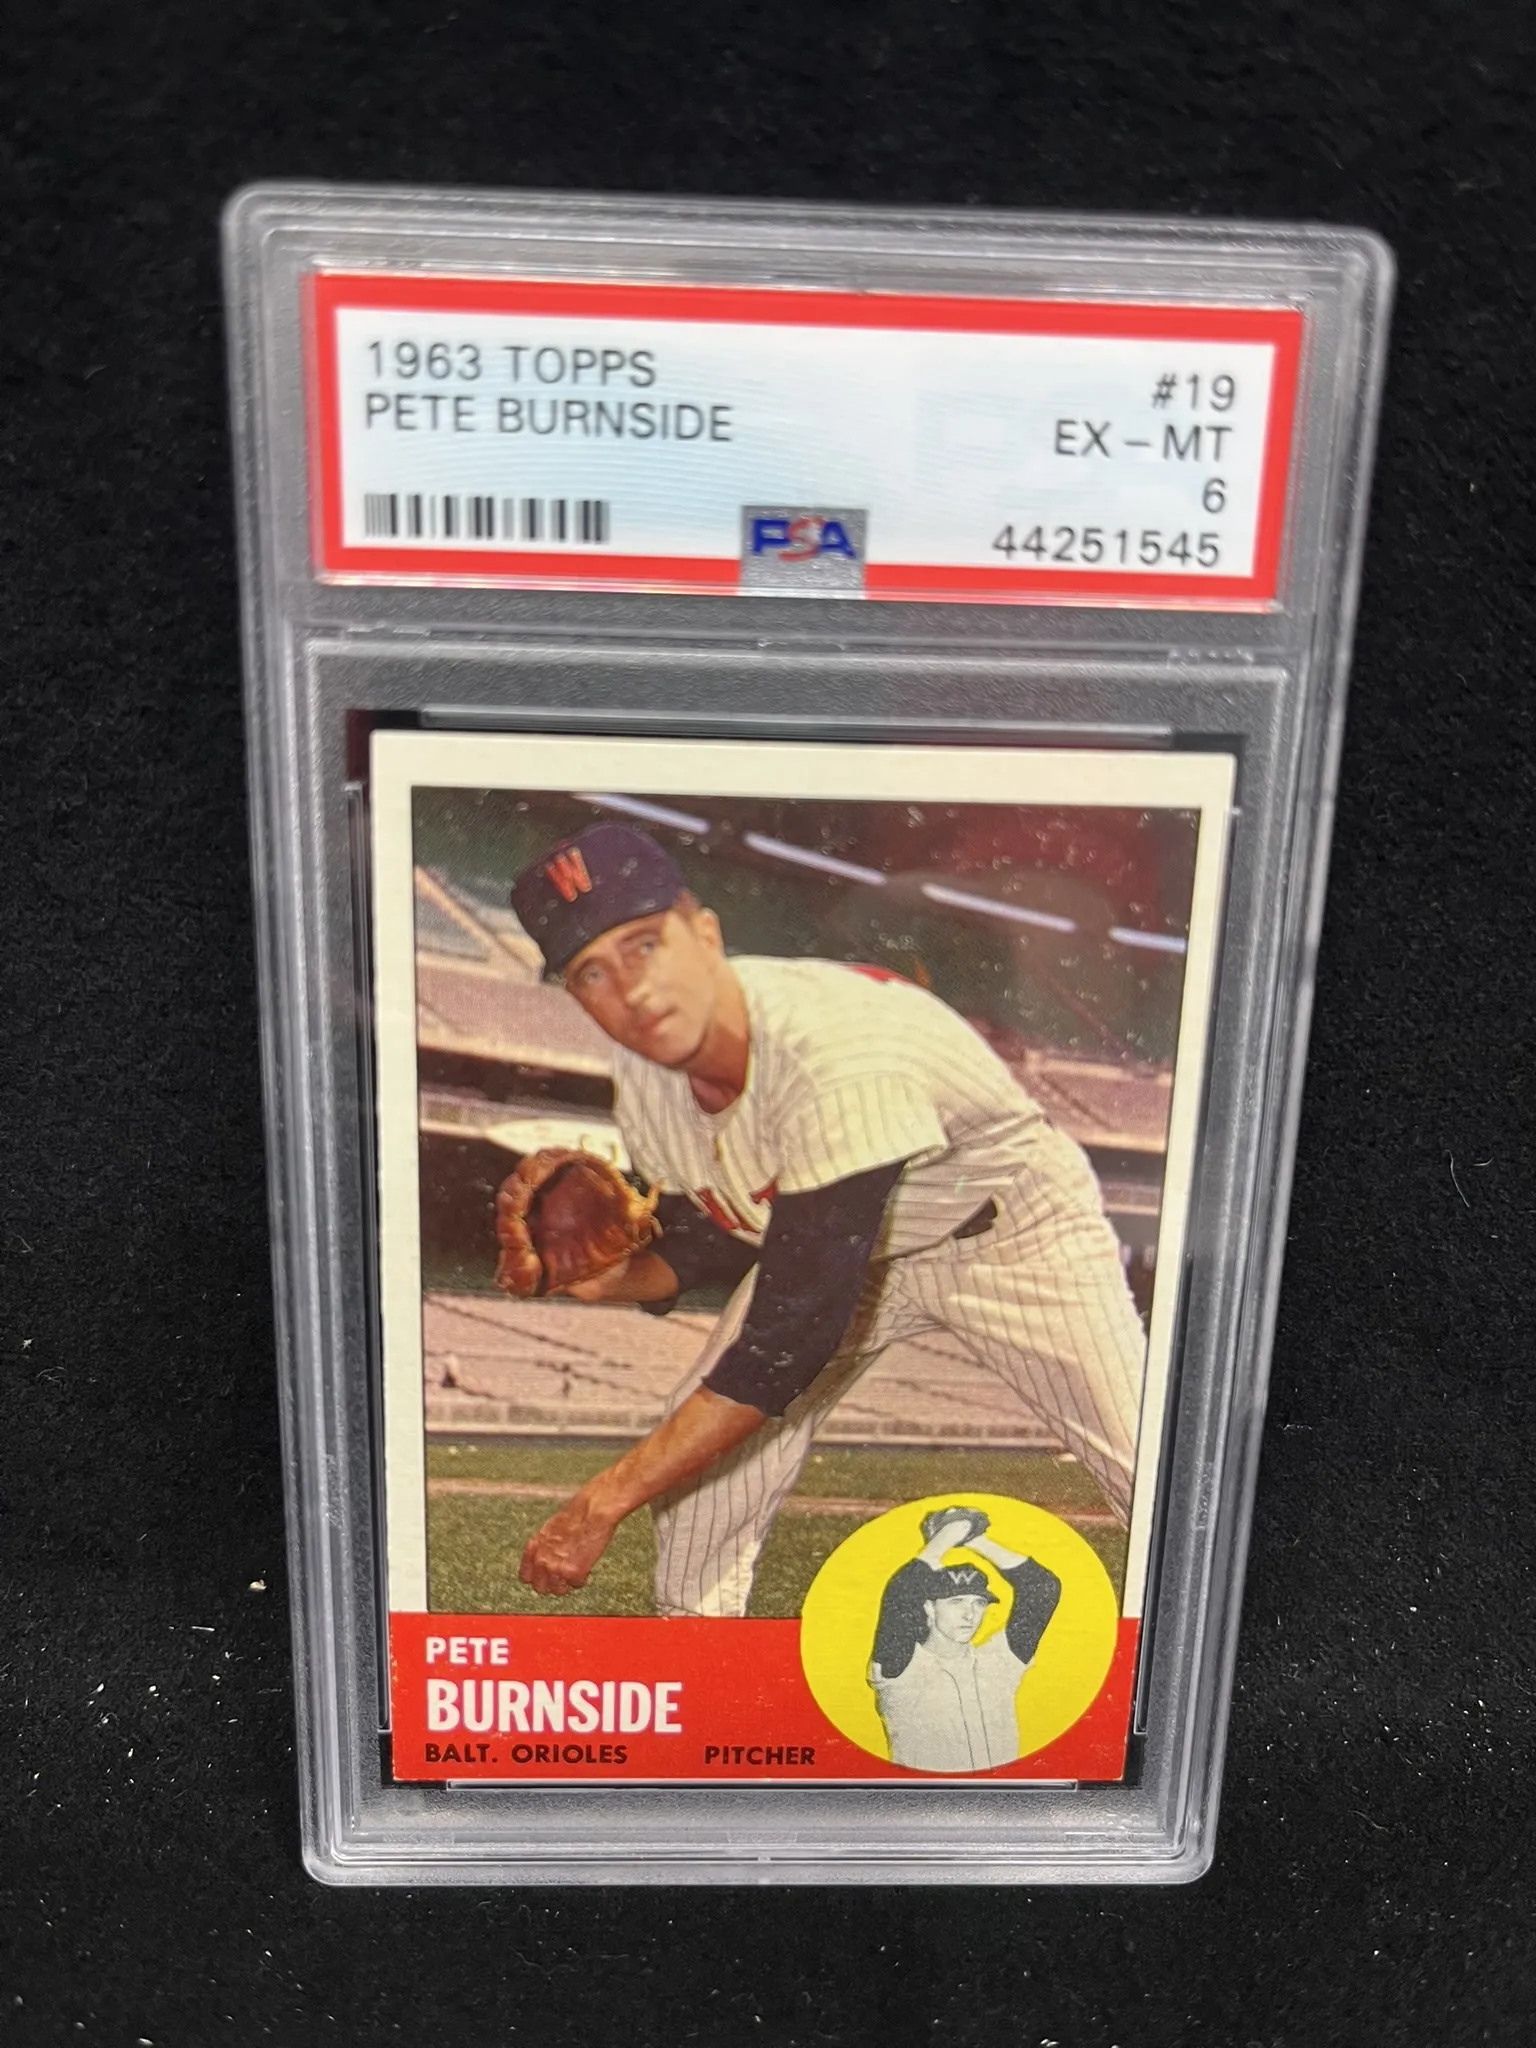 1963 TOPPS #19
PETE BURNSIDE EX – MT
6
PSA 44251545
W
W
PETE
BURNSIDE
BALT. ORIOLES PITCHER